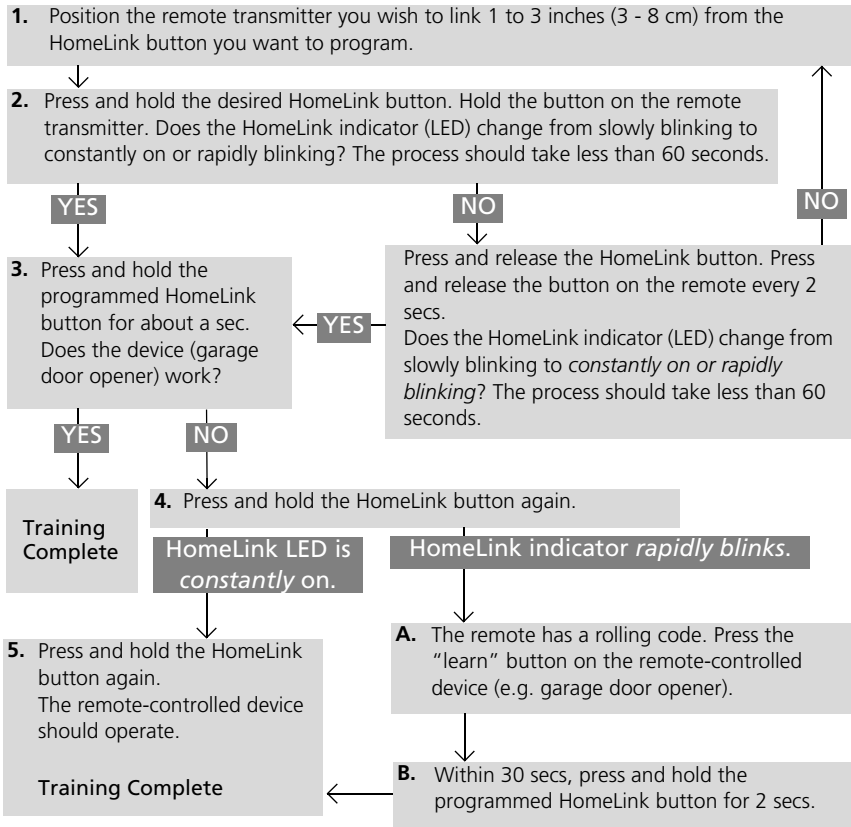 1. Position the remote transmitter you wish to link 1 to 3 inches (3 - 8 cm) from the
HomeLink button you want to program.
2. Press and hold the desired HomeLink button. Hold the button on the remote
transmitter. Does the HomeLink indicator (LED) change from slowly blinking to
constantly on or rapidly blinking? The process should take less than 60 seconds.
YES
NO
NO
3. Press and hold the
programmed HomeLink
button for about a sec.
Does the device (garage
door opener) work?
YES
Press and release the HomeLink button. Press
and release the button on the remote every 2
secs.
Does the HomeLink indicator (LED) change from
slowly blinking to constantly on or rapidly
blinking? The process should take less than 60
seconds.
YES
NO
Training
Complete
4. Press and hold the HomeLink button again.
HomeLink LED is
constantly on.
HomeLink indicator rapidly blinks.
5. Press and hold the HomeLink
button again.
The remote-controlled device
should operate.
Training Complete
A. The remote has a rolling code. Press the
“learn” button on the remote-controlled
device (e.g. garage door opener).
B. Within 30 secs, press and hold the
programmed HomeLink button for 2 secs.